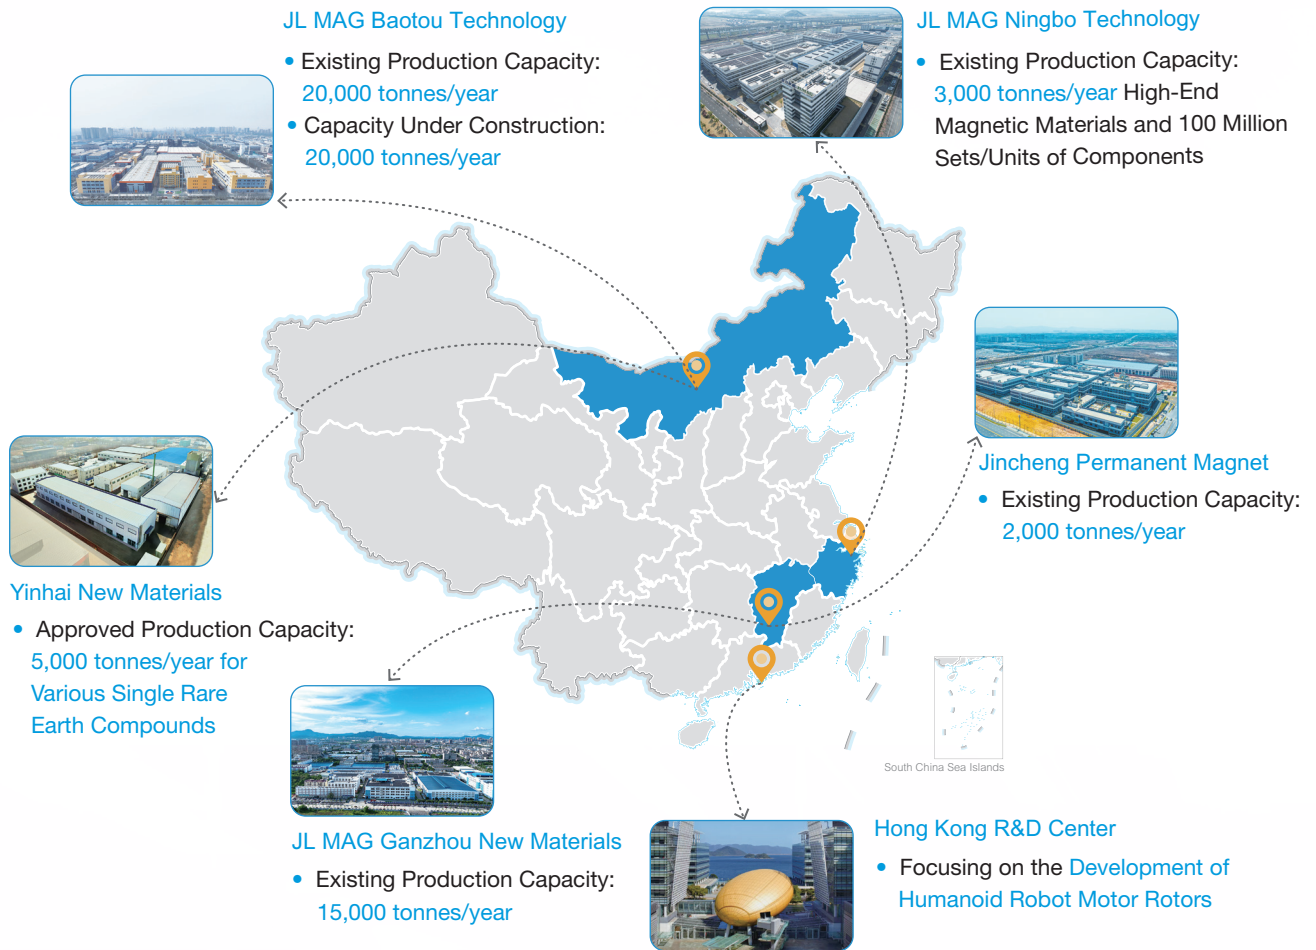 JL MAG Baotou Technology
• Existing Production Capacity:
20,000 tonnes/year
• Capacity Under Construction:
20,000 tonnes/year
JL MAG Ningbo Technology
• Existing Production Capacity:
3,000 tonnes/year High-End
Magnetic Materials and 100 Million
Sets/Units of Components
Jincheng Permanent Magnet
• Existing Production Capacity:
2,000 tonnes/year
Yinhai New Materials
• Approved Production Capacity:
5,000 tonnes/year for
Various Single Rare
Earth Compounds
South China Sea Islands
JL MAG Ganzhou New Materials
• Existing Production Capacity:
15,000 tonnes/year
Hong Kong R&D Center
• Focusing on the Development of
Humanoid Robot Motor Rotors